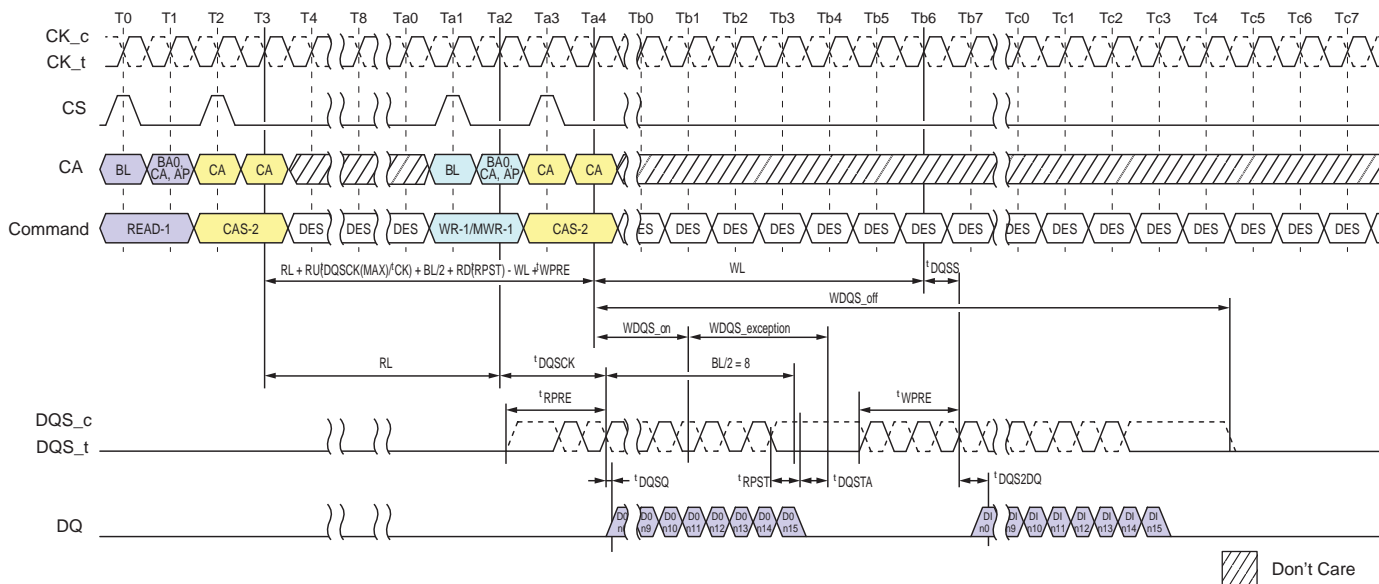 T0 T1 T2 T3 T4 T8 Ta0 Ta1 Ta2 Ta3 Ta4 Tb0 Tb1 Tb2 Tb3 Tb4 Tb5 Tb6 Tb7 Tc0 Tc1 Tc2 Tc3 Tc4 Tc5 Tc6 Tc7
CK_c
CK_t
CS
CA BL BA0, CA, AP CA CA BL BA0, CA, AP CA CA
Command READ-1 CAS-2 DES DES DES WR-1/MWR-1 CAS-2 DES DES DES DES DES DES DES DES DES DES DES DES DES DES DES DES
RL + RU(tDQSCK(MAX)/tCK) + BL/2 + RD(tRPST) - WL + tWPRE WL tDQSS
WDQS_off
WDQS_on WDQS_exception
RL tDQSCK BL/2 = 8
tRPRE tWPRE
DQS_c
DQS_t
tDQSQ tRPST tDQSTA tDQS2DQ
DQ D0 D0 n9 D0 n10 D0 n11 D0 n12 D0 n13 D0 n14 D0 n15 DI n0 DI n9 DI n10 DI n11 DI n12 DI n13 DI n14 DI n15
Don't Care